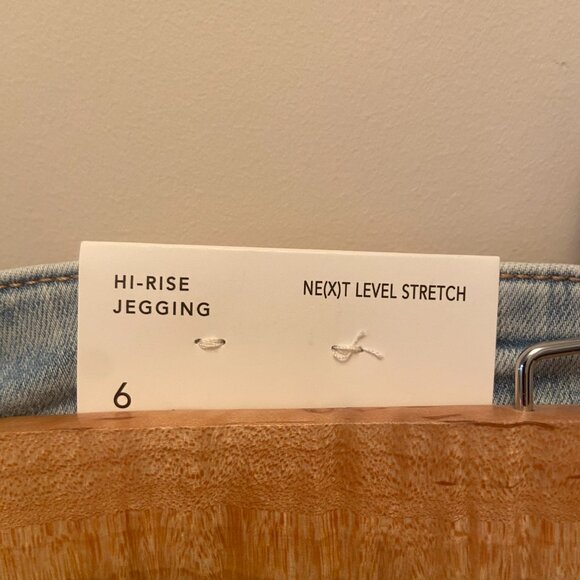 HI-RISE
JEGGING
NE(X)T LEVEL STRETCH
6